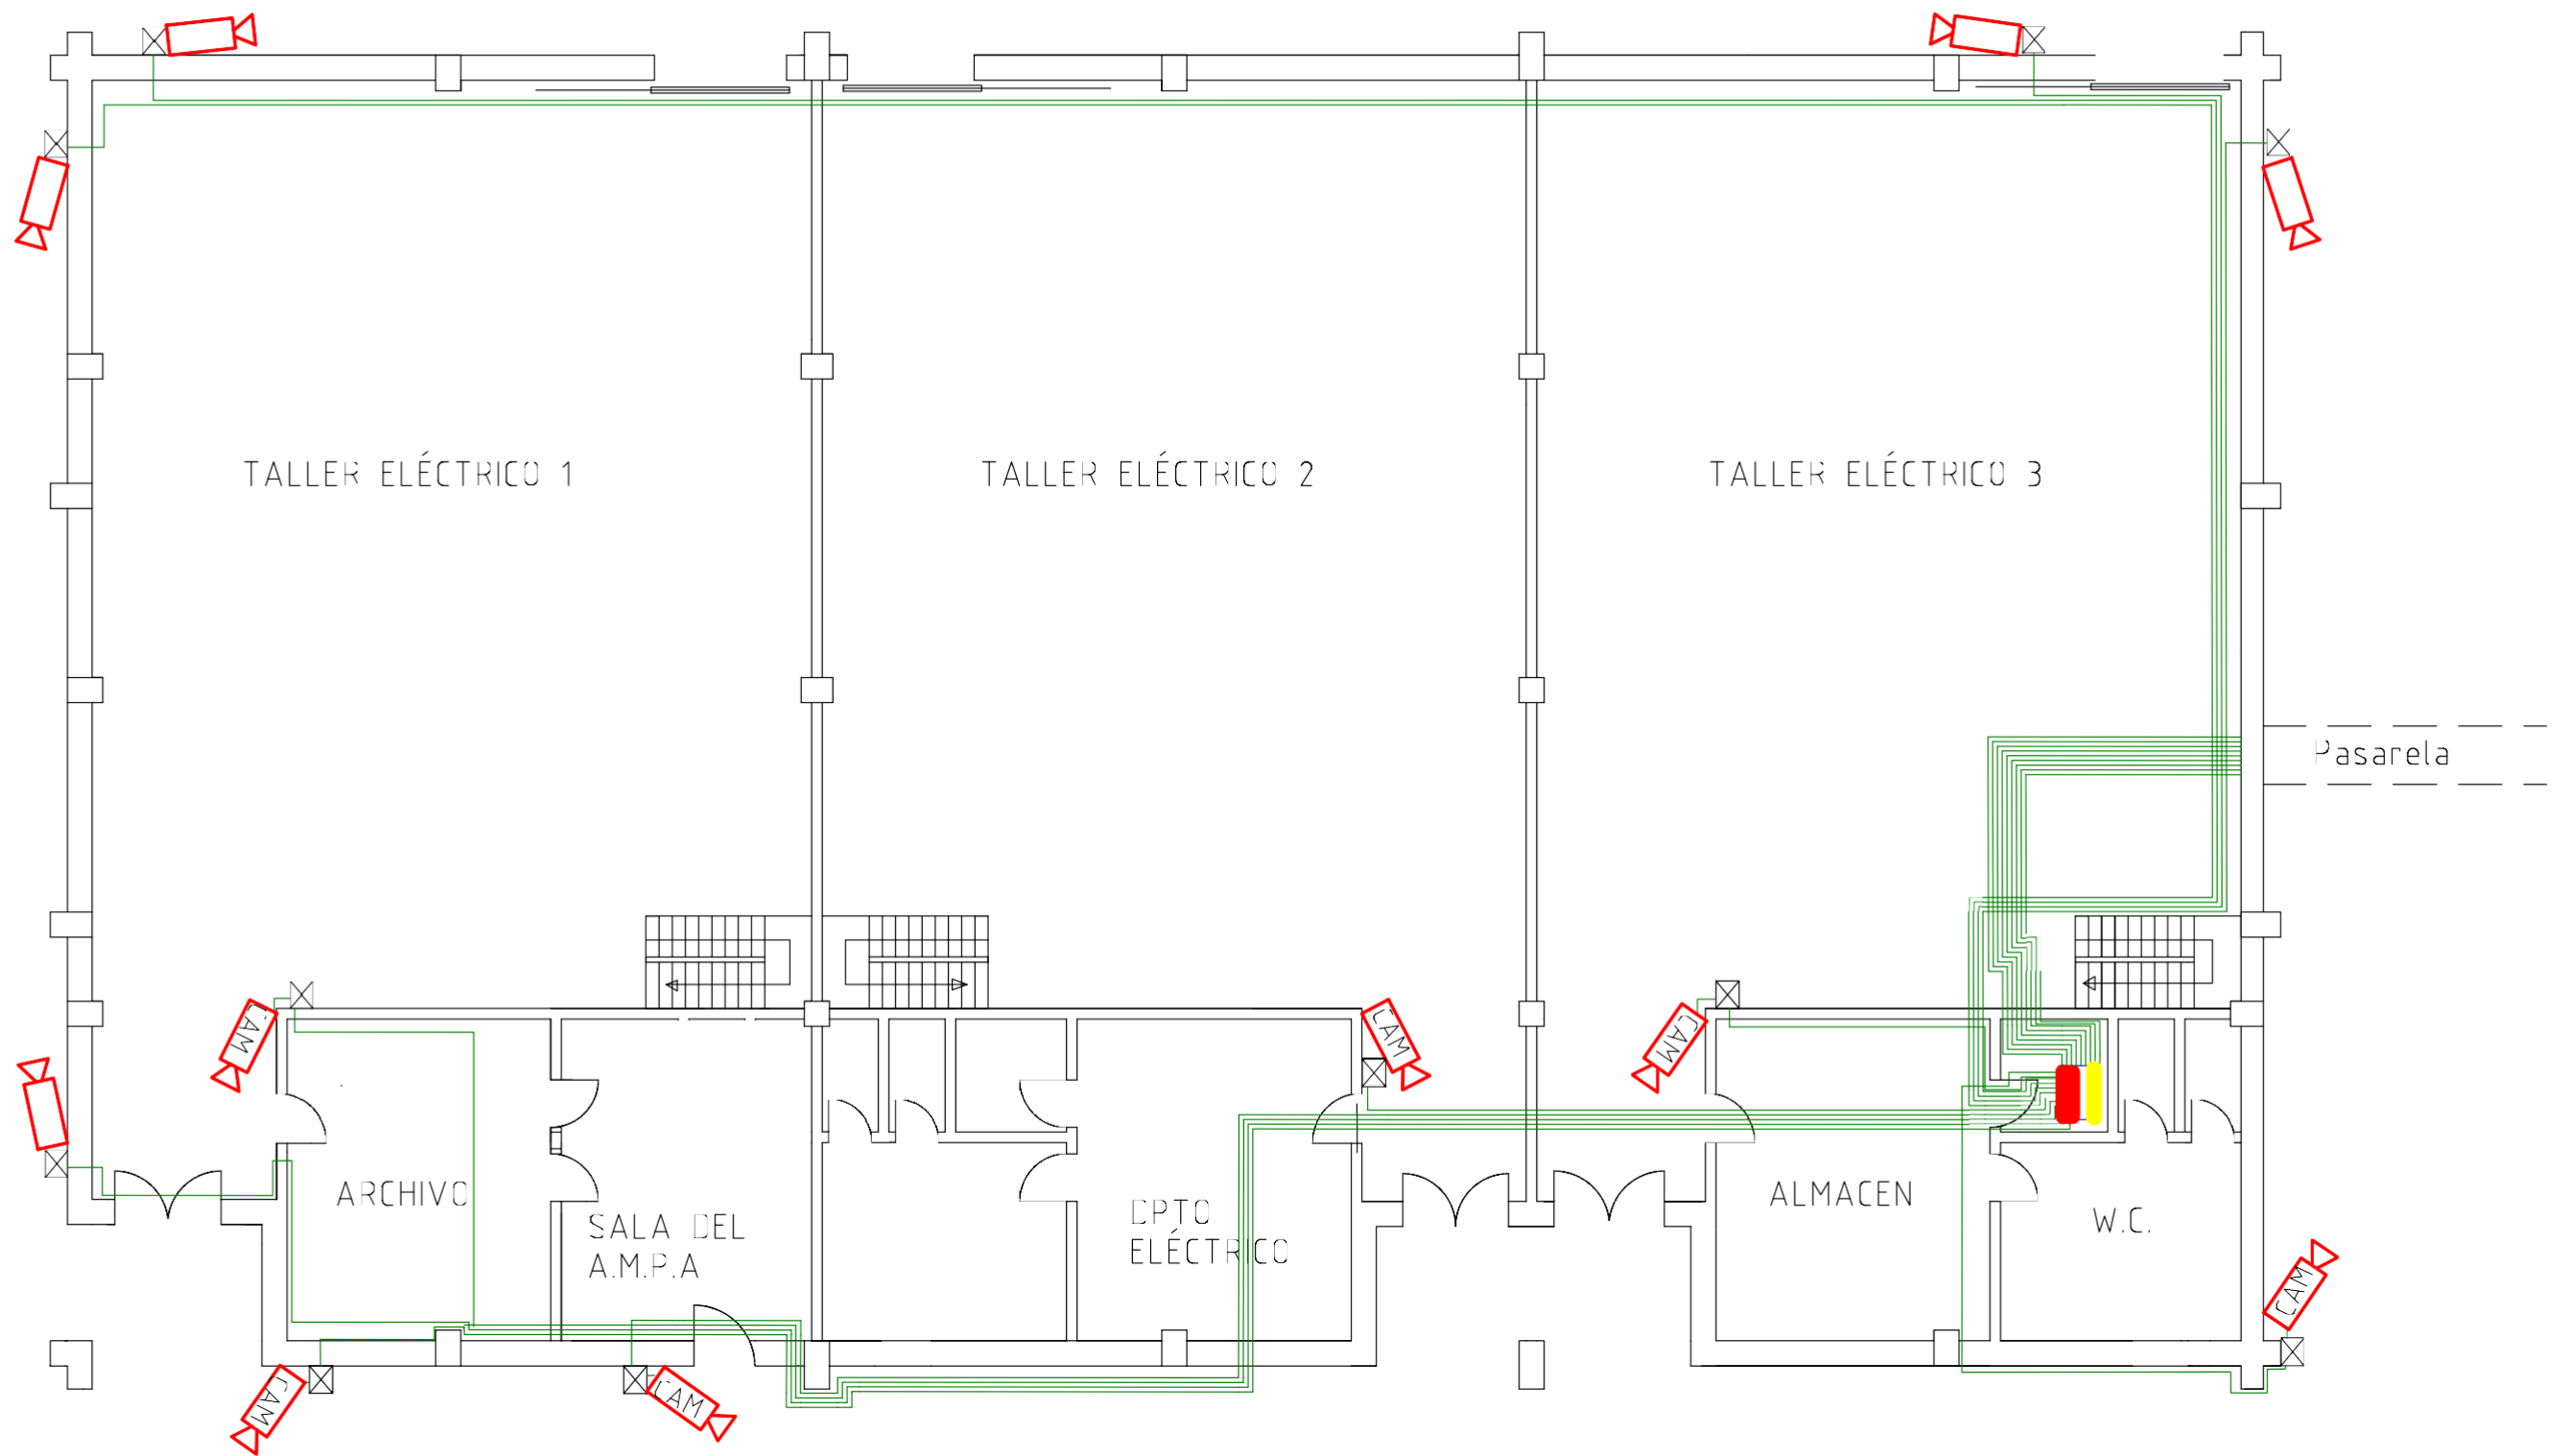 TALLER ELÉCTRICO 1
TALLER ELÉCTRICO 2
TALLER ELÉCTRICO 3
Pasarela
CAM
CAM
CAM
ARCHIVO
SALA DEL
A.M.P.A
DPTO
ELÉCTRICO
ALMACEN
W.C.
CAM
CAM
CAM